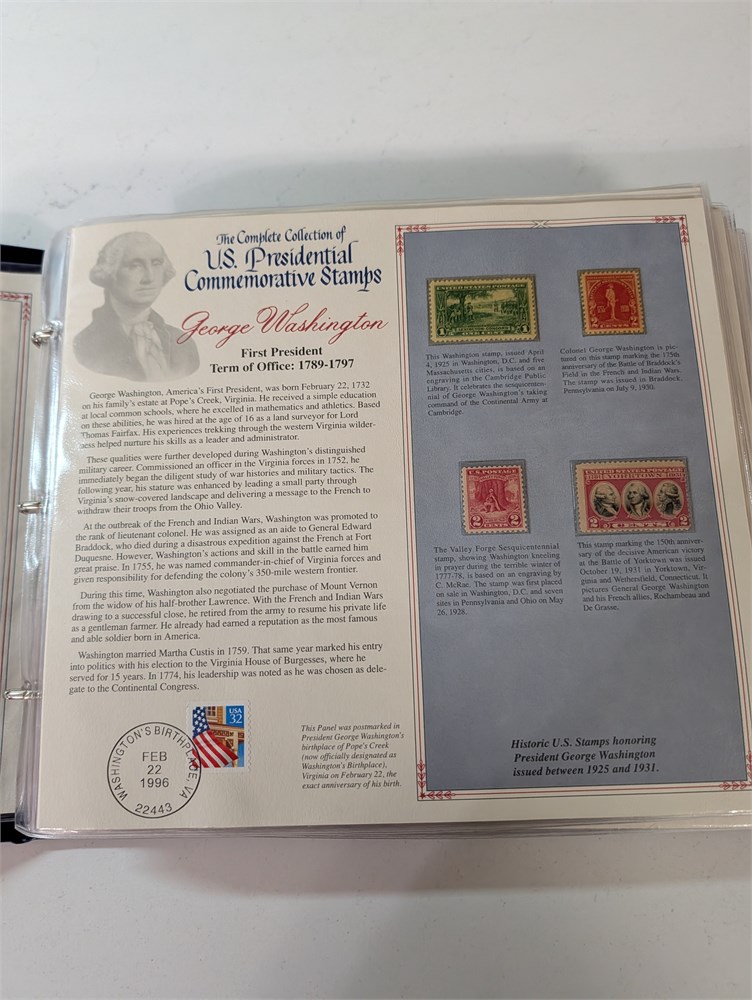 The Complete Collection of
U.S. Presidential
Commemorative Stamps
George Washington
First President
Term of Office: 1789-1797
George Washington, America's First President, was born February 22, 1732
on his family's estate at Pope's Creek, Virginia. He received a simple education
at local common schools, where he excelled in mathematics and athletics. Based
on these abilities, he was hired at the age of 16 as a land surveyor for Lord
Thomas Fairfax. His experiences trekking through the western Virginia wilder-
ness helped nurture his skills as a leader and administrator.
These qualities were further developed during Washington's distinguished
military career. Commissioned an officer in the Virginia forces in 1752, he
immediately began the diligent study of war histories and military tactics. The
following year, his stature was enhanced by leading a small party through
Virginia's snow-covered landscape and delivering a message to the French to
withdraw their troops from the Ohio Valley.
At the outbreak of the French and Indian Wars, Washington was promoted to
the rank of lieutenant colonel. He was assigned as an aide to General Edward
Braddock, who died during a disastrous expedition against the French at Fort
Duquesne. However, Washington's actions and skill in the battle earned him
great praise. In 1755, he was named commander-in-chief of Virginia forces and
given responsibility for defending the colony's 350-mile western frontier.
During this time, Washington also negotiated the purchase of Mount Vernon
from the widow of his half-brother Lawrence. With the French and Indian Wars
drawing to a successful close, he retired from the army to resume his private life
as a gentleman farmer. He already had earned a reputation as the most famous
and able soldier born in America.
Washington married Martha Custis in 1759. That same year marked his entry
into politics with his election to the Virginia House of Burgesses, where he
served for 15 years. In 1774, his leadership was noted as he was chosen as dele-
gate to the Continental Congress.
WASHINGTON'S BIRTHPLACE, VA
FEB
22
1996
22443
USA
32
This Panel was postmarked in
President George Washington's
birthplace of Pope's Creek
(now officially designated as
Washington's Birthplace),
Virginia on February 22, the
exact anniversary of his birth.
UNITED STATES POSTAGE
1 1
This Washington stamp, issued April
4, 1925 in Washington, D.C. and five
Massachusetts cities, is based on an
engraving in the Cambridge Public
Library. It celebrates the sesquicenten-
nial of George Washington's taking
command of the Continental Army at
Cambridge.
2 CENTS 2
Colonel George Washington is pic-
tured on this stamp marking the 175th
anniversary of the Battle of Braddock's
Field in the French and Indian Wars.
The stamp was issued in Braddock,
Pennsylvania on July 9, 1930.
U.S. POSTAGE
2 2
The Valley Forge Sesquicentennial
stamp, showing Washington kneeling
in prayer during the terrible winter of
1777-78, is based on an engraving by
C. McRae. The stamp was first placed
on sale in Washington, D.C. and seven
sites in Pennsylvania and Ohio on May
26, 1928.
UNITED STATES POSTAGE
1781 YORKTOWN 1931
2 CENTS 2
This stamp marking the 150th anniver-
sary of the decisive American victory
at the Battle of Yorktown was issued
October 19, 1931 in Yorktown, Vir-
ginia and Wethersfield, Connecticut. It
pictures General George Washington
and his French allies, Rochambeau and
De Grasse.
Historic U.S. Stamps honoring
President George Washington
issued between 1925 and 1931.